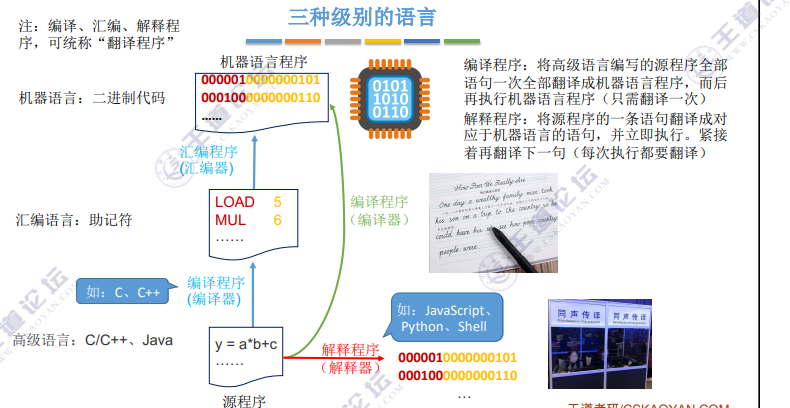 三种级别的语言
注：编译、汇编、解释程
序，可统称“翻译程序”
机器语言程序
0000010000000101
0001000000000110
......
0101
1010
0110
机器语言：二进制代码
编译程序：将高级语言编写的源程序全部
语句一次全部翻译成机器语言程序，而后
再执行机器语言程序（只需翻译一次）
解释程序：将源程序的一条语句翻译成对
应于机器语言的语句，并立即执行。紧接
着再翻译下一句（每次执行都要翻译）
汇编程序
(汇编器)
汇编语言：助记符
LOAD 5
MUL 6
……
编译程序
（编译器）
How Poor We Really Are
One day a wealthy family man took
his son on a trip to the country so he
could have his son see how poor country
people were.
如：C、C++
编译程序
(编译器)
高级语言：C/C++、Java
y = a*b+c
……
源程序
解释程序
（解释器）
如：JavaScript、
Python、Shell
0000010000000101
0001000000000110
…
同声传译
同声传译
王道考研/CSKAOYAN.COM
王道论坛
CSKAOYAN.COM